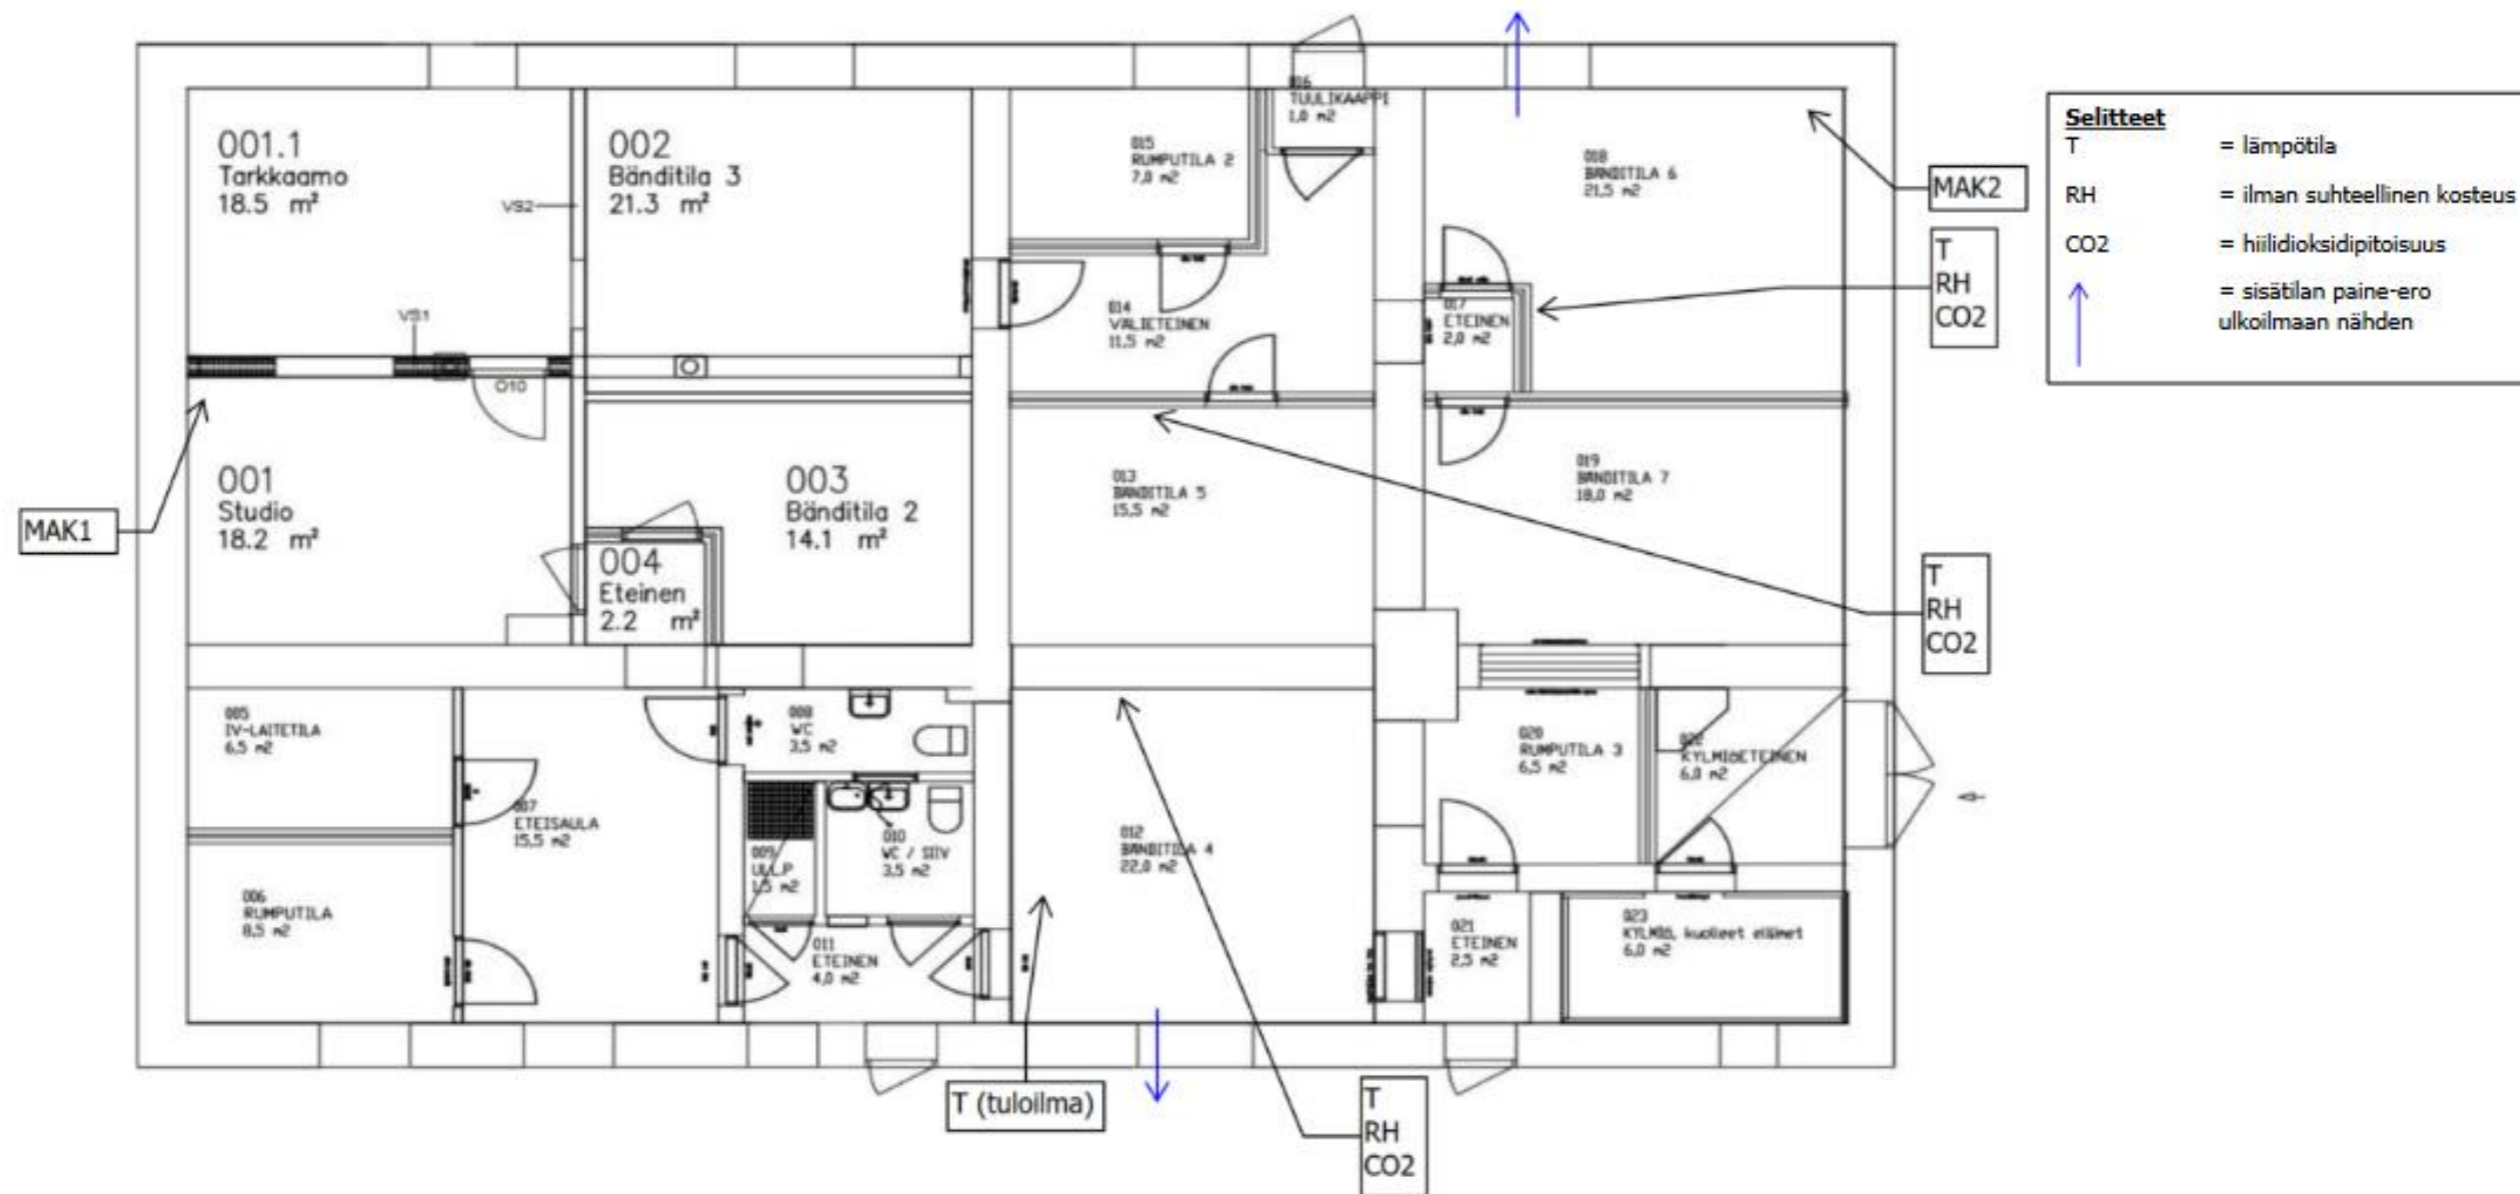 001.1
Tarkkaamo
18.5 m²
VS2
VS1
O10
002
Bänditila 3
21.3 m²
015
RUMPUTILA 2
7,0 m2
TUULIKAAPPI
1,0 m2
018
BÄNDITILA 6
21,5 m2
014
VÄLIETEINEN
11,5 m2
017
ETEINEN
2,0 m2
MAK1
001
Studio
18.2 m²
003
Bänditila 2
14.1 m²
004
Eteinen
2.2 m²
013
BÄNDITILA 5
15,5 m2
019
BÄNDITILA 7
18,0 m2
005
IV-LAITETILA
6,5 m2
006
RUMPUTILA
8,5 m2
007
ETEISAULA
15,5 m2
008
WC
3,5 m2
009
1,5 m2
010
WC / SIIV
3,5 m2
011
ETEINEN
4,0 m2
012
BÄNDITILA 4
22,0 m2
020
RUMPUTILA 3
6,5 m2
022
KYLMIÖETEINEN
6,0 m2
021
ETEINEN
2,5 m2
023
KYLMIÖ, kuolleet eläimet
6,0 m2
T (tuloilma)
T
RH
CO2
MAK2
T
RH
CO2
T
RH
CO2
Selitteet
T = lämpötila
RH = ilman suhteellinen kosteus
CO2 = hiilidioksidipitoisuus
= sisätilan paine-ero
ulkoilmaan nähden